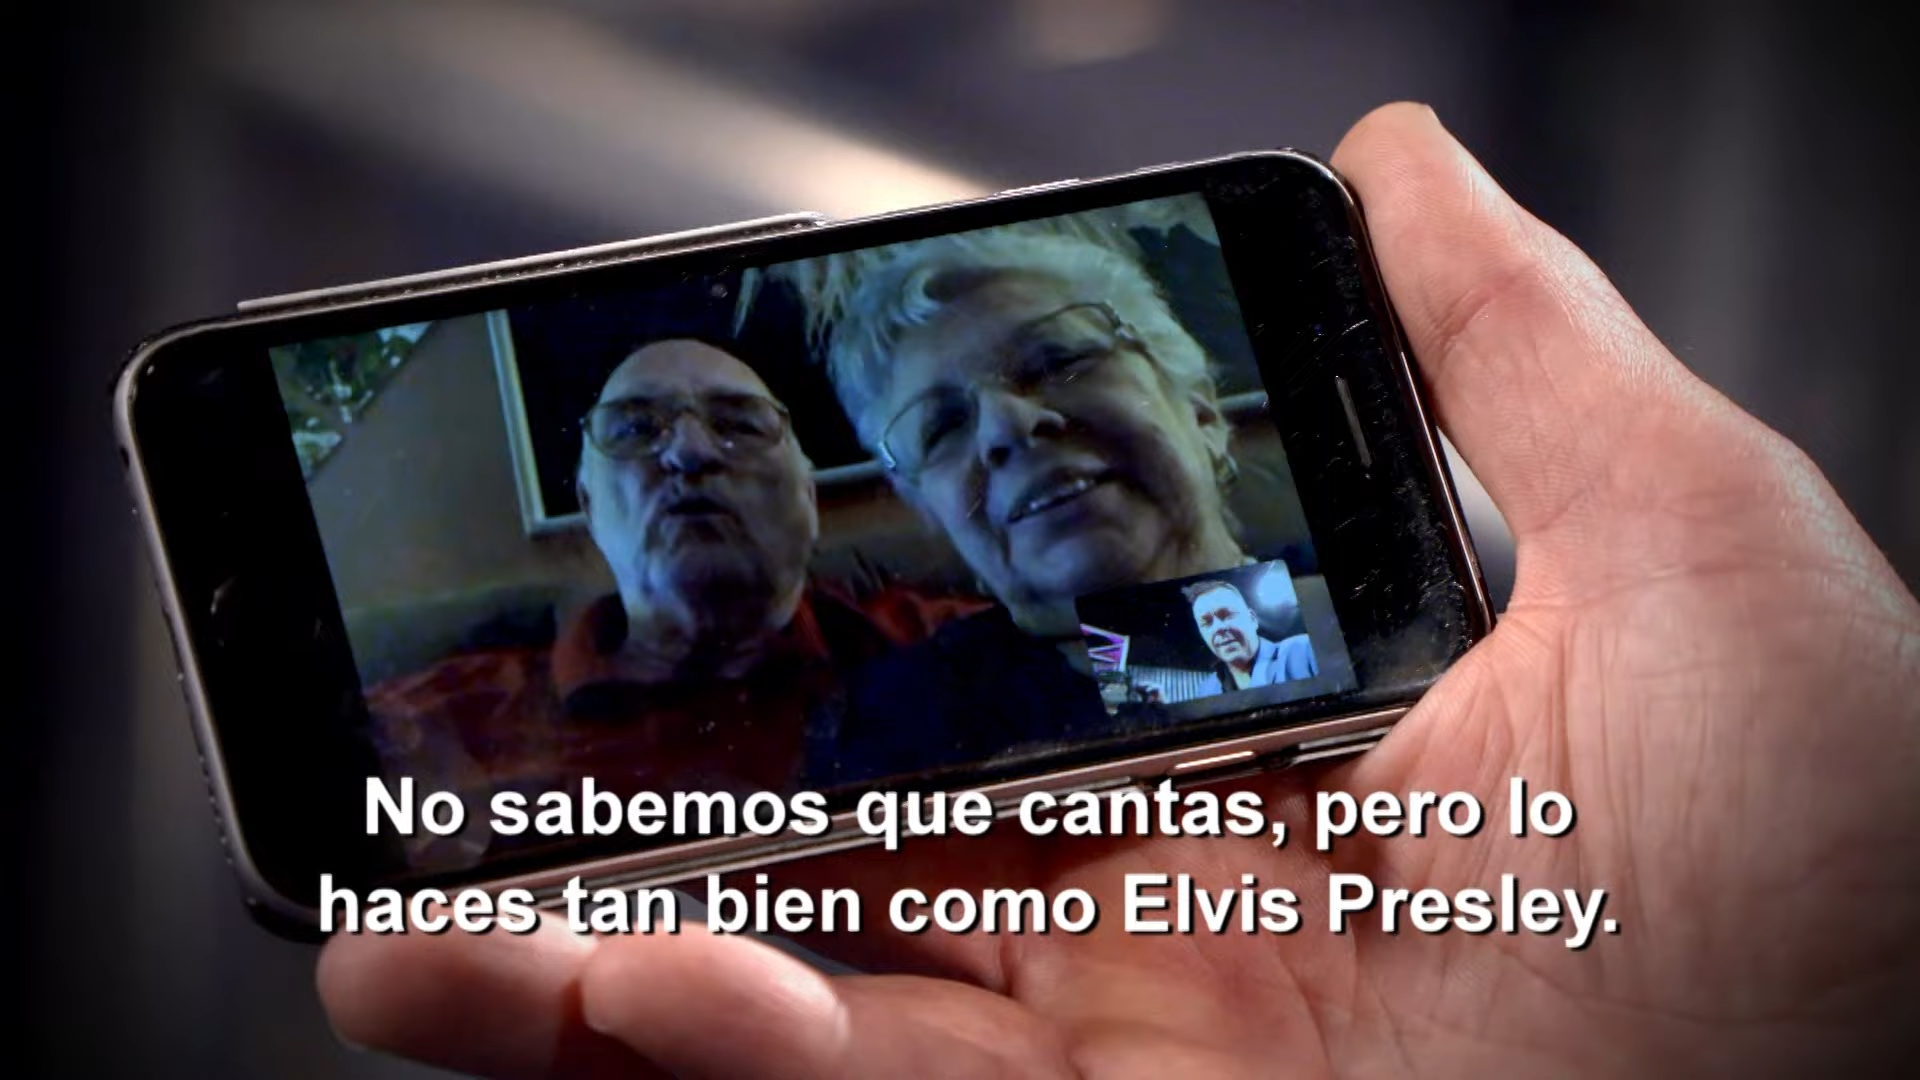 No sabemos que cantas, pero lo
haces tan bien como Elvis Presley.